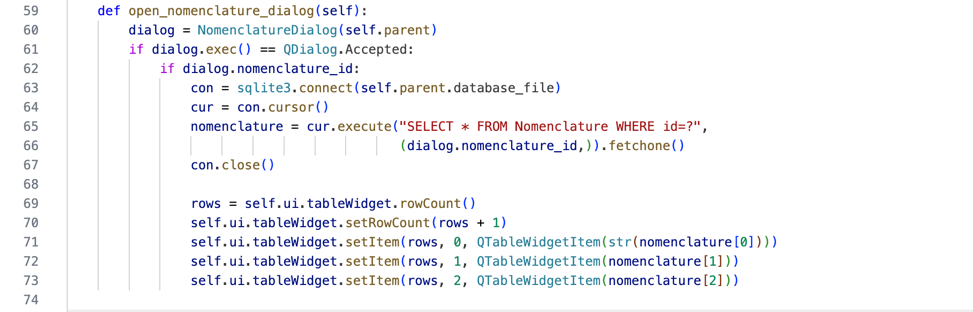 59 def open_nomenclature_dialog(self):
60 dialog = NomenclatureDialog(self.parent)
61 if dialog.exec() == QDialog.Accepted:
62 if dialog.nomenclature_id:
63 con = sqlite3.connect(self.parent.database_file)
64 cur = con.cursor()
65 nomenclature = cur.execute("SELECT * FROM Nomenclature WHERE id=?",
66 (dialog.nomenclature_id,)).fetchone()
67 con.close()
68
69 rows = self.ui.tableWidget.rowCount()
70 self.ui.tableWidget.setRowCount(rows + 1)
71 self.ui.tableWidget.setItem(rows, 0, QTableWidgetItem(str(nomenclature[0])))
72 self.ui.tableWidget.setItem(rows, 1, QTableWidgetItem(nomenclature[1]))
73 self.ui.tableWidget.setItem(rows, 2, QTableWidgetItem(nomenclature[2]))
74